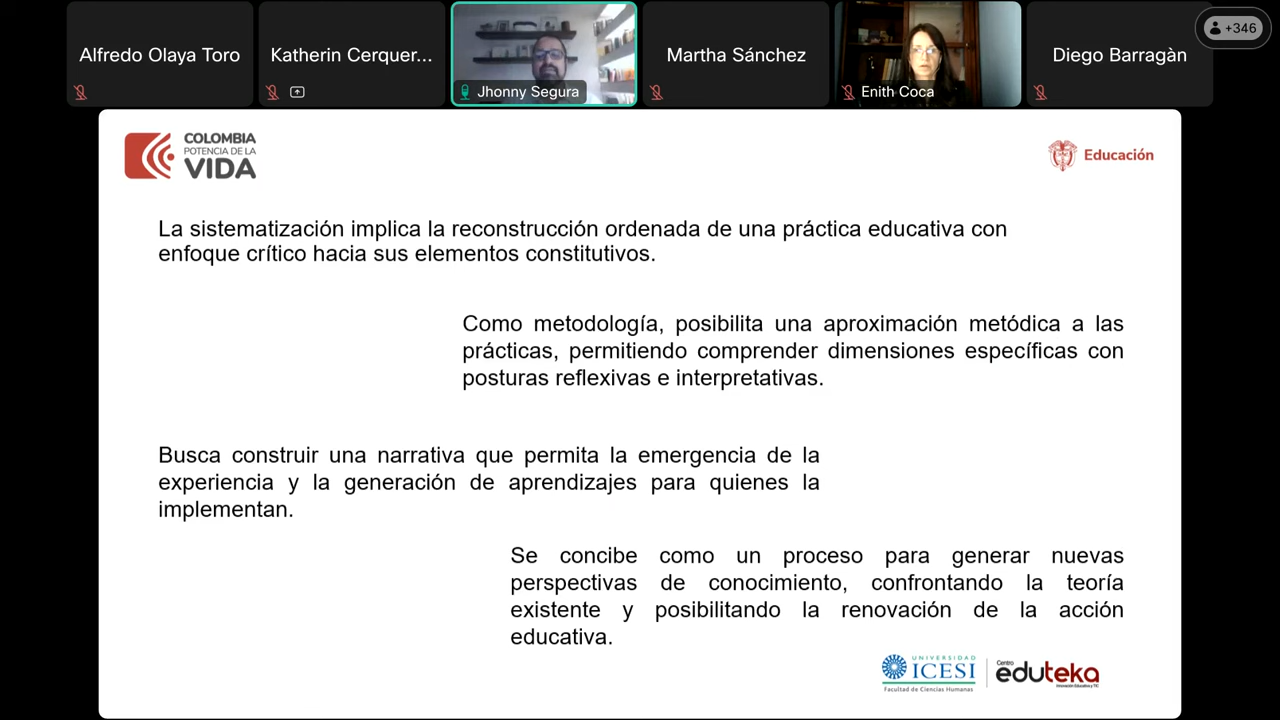 Alfredo Olaya Toro
Katherin Cerquer...
Jhonny Segura
Martha Sánchez
Enith Coca
Diego Barragàn
+346
COLOMBIA
POTENCIA DE LA
VIDA
Educación
La sistematización implica la reconstrucción ordenada de una práctica educativa con
enfoque crítico hacia sus elementos constitutivos.
Como metodología, posibilita una aproximación metódica a las
prácticas, permitiendo comprender dimensiones específicas con
posturas reflexivas e interpretativas.
Busca construir una narrativa que permita la emergencia de la
experiencia y la generación de aprendizajes para quienes la
implementan.
Se concibe como un proceso para generar nuevas
perspectivas de conocimiento, confrontando la teoría
existente y posibilitando la renovación de la acción
educativa.
UNIVERSIDAD
ICESI
Facultad de Ciencias Humanas
Centro
eduteka
Innovación Educativa y TIC